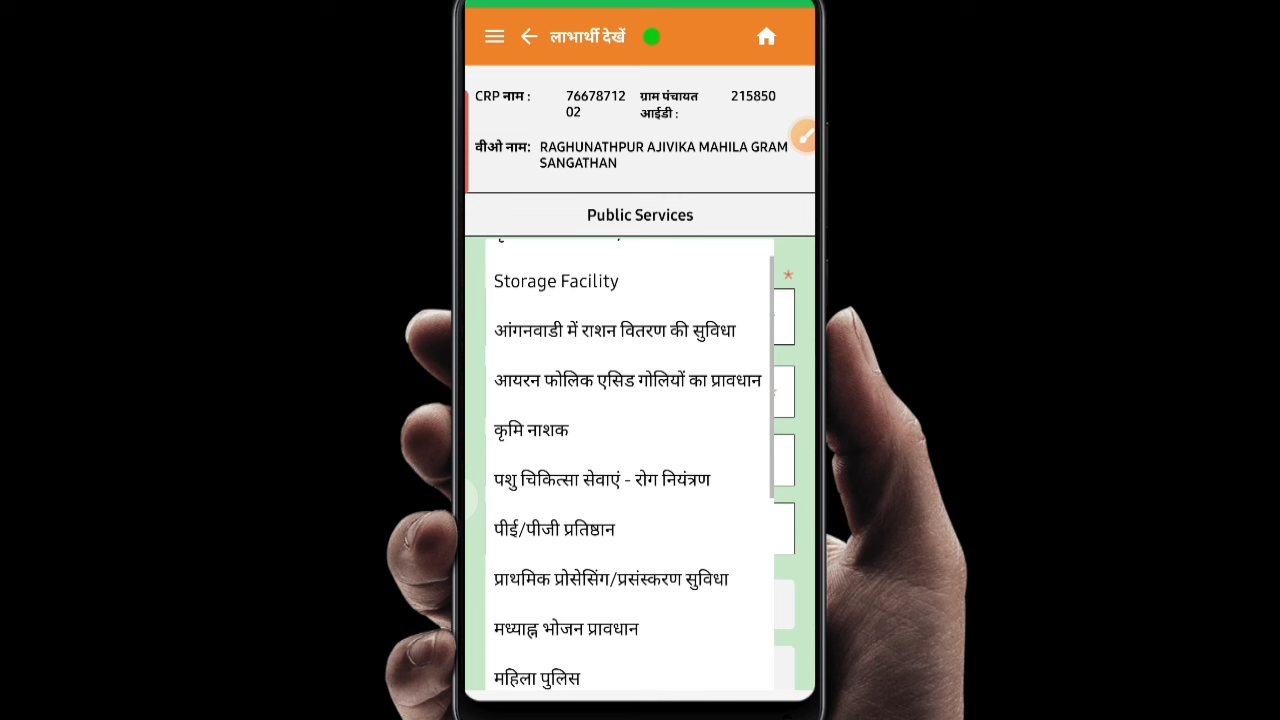 लाभार्थी देखें
CRP नाम : 76678712 ग्राम पंचायत 215850
02 आईडी :
वीओ नाम: RAGHUNATHPUR AJIVIKA MAHILA GRAM
SANGATHAN
Public Services
Storage Facility
आंगनवाडी में राशन वितरण की सुविधा
आयरन फोलिक एसिड गोलियों का प्रावधान
कृमि नाशक
पशु चिकित्सा सेवाएं - रोग नियंत्रण
पीई/पीजी प्रतिष्ठान
प्राथमिक प्रोसेसिंग/प्रसंस्करण सुविधा
मध्याह्न भोजन प्रावधान
महिला पुलिस